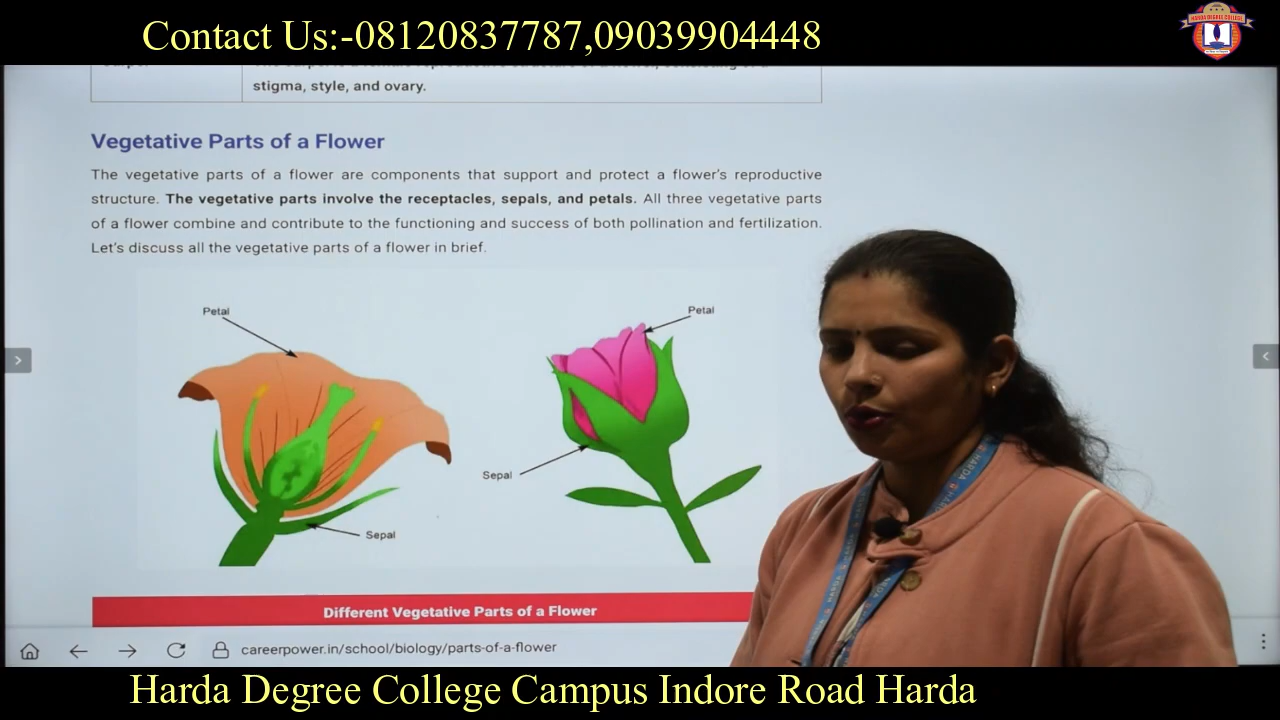 Contact Us:-08120837787,09039904448
HARDA DEGREE COLLEGE
stigma, style, and ovary.
Vegetative Parts of a Flower
The vegetative parts of a flower are components that support and protect a flower's reproductive
structure. The vegetative parts involve the receptacles, sepals, and petals. All three vegetative parts
of a flower combine and contribute to the functioning and success of both pollination and fertilization.
Let's discuss all the vegetative parts of a flower in brief.
Petal
Petal
Sepal
Sepal
Different Vegetative Parts of a Flower
careerpower.in/school/biology/parts-of-a-flower
HARDA
Harda Degree College Campus Indore Road Harda